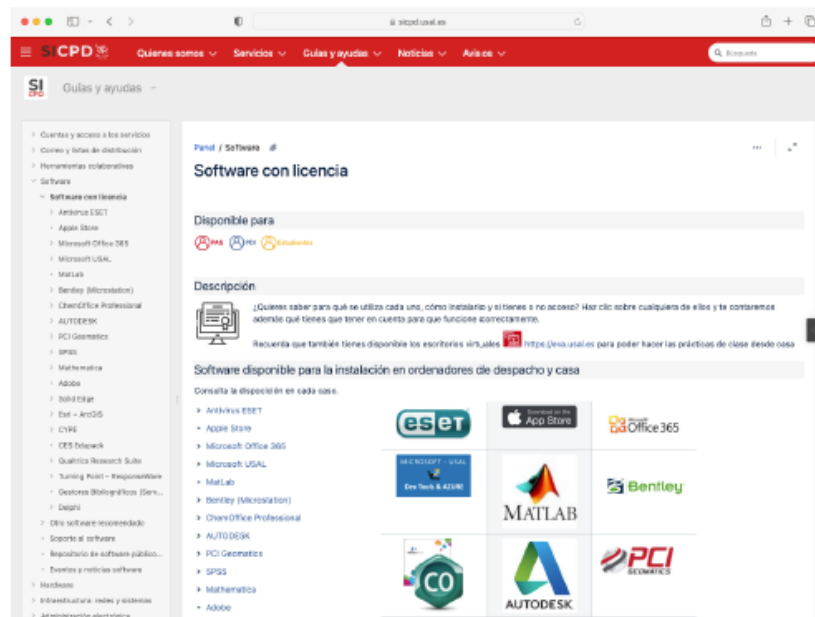 sicpd.usal.es
SICPD
Quienes somos
Servicios
Guías y ayudas
Noticias
Avisos
Búsqueda
SI
CPD
Guías y ayudas
Cuentas y acceso a los servicios
Correo y listas de distribución
Herramientas colaborativas
Software
Software con licencia
Antivirus ESET
Apple Store
Microsoft Office 365
Microsoft USAL
MatLab
Bentley (Microstation)
ChemOffice Professional
AUTODESK
PCI Geomatics
SPSS
Mathematica
Adobe
Solid Edge
Esri – ArcGIS
CYPE
CES Edupack
Qualtrics Research Suite
Turning Point – ResponseWare
Gestores Bibliográficos (Serv...
Delphi
Otro software recomendado
Soporte al software
Repositorio de software público...
Eventos y noticias software
Hardware
Infraestructura: redes y sistemas
Administración electrónica
Panel / Software
Software con licencia
Disponible para
PAS PDI Estudiantes
Descripción
¿Quieres saber para qué se utiliza cada uno, cómo instalarlo y si tienes o no acceso? Haz clic sobre cualquiera de ellos y te contaremos
además qué tienes que tener en cuenta para que funcione correctamente.
Recuerda que también tienes disponible los escritorios virtuales https://eva.usal.es para poder hacer las prácticas de clase desde casa
Software disponible para la instalación en ordenadores de despacho y casa
Consulta la disposición en cada caso.
Antivirus ESET
Apple Store
Microsoft Office 365
Microsoft USAL
MatLab
Bentley (Microstation)
ChemOffice Professional
AUTODESK
PCI Geomatics
SPSS
Mathematica
Adobe
eset
Download on the
App Store
Microsoft
Office 365
MICROSOFT - USAL
Dev Tools & AZURE
MATLAB
Bentley
CO
AUTODESK
PCI
GEOMATICS